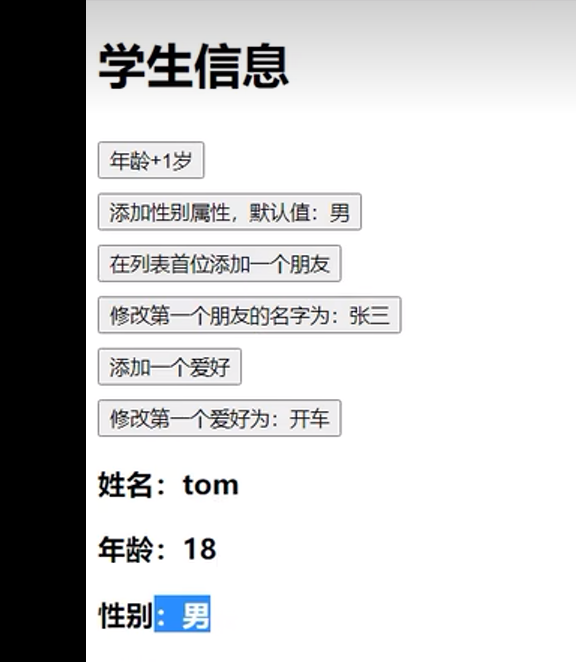 学生信息
年龄+1岁
添加性别属性，默认值：男
在列表首位添加一个朋友
修改第一个朋友的名字为：张三
添加一个爱好
修改第一个爱好为：开车
姓名：tom
年龄：18
性别：男